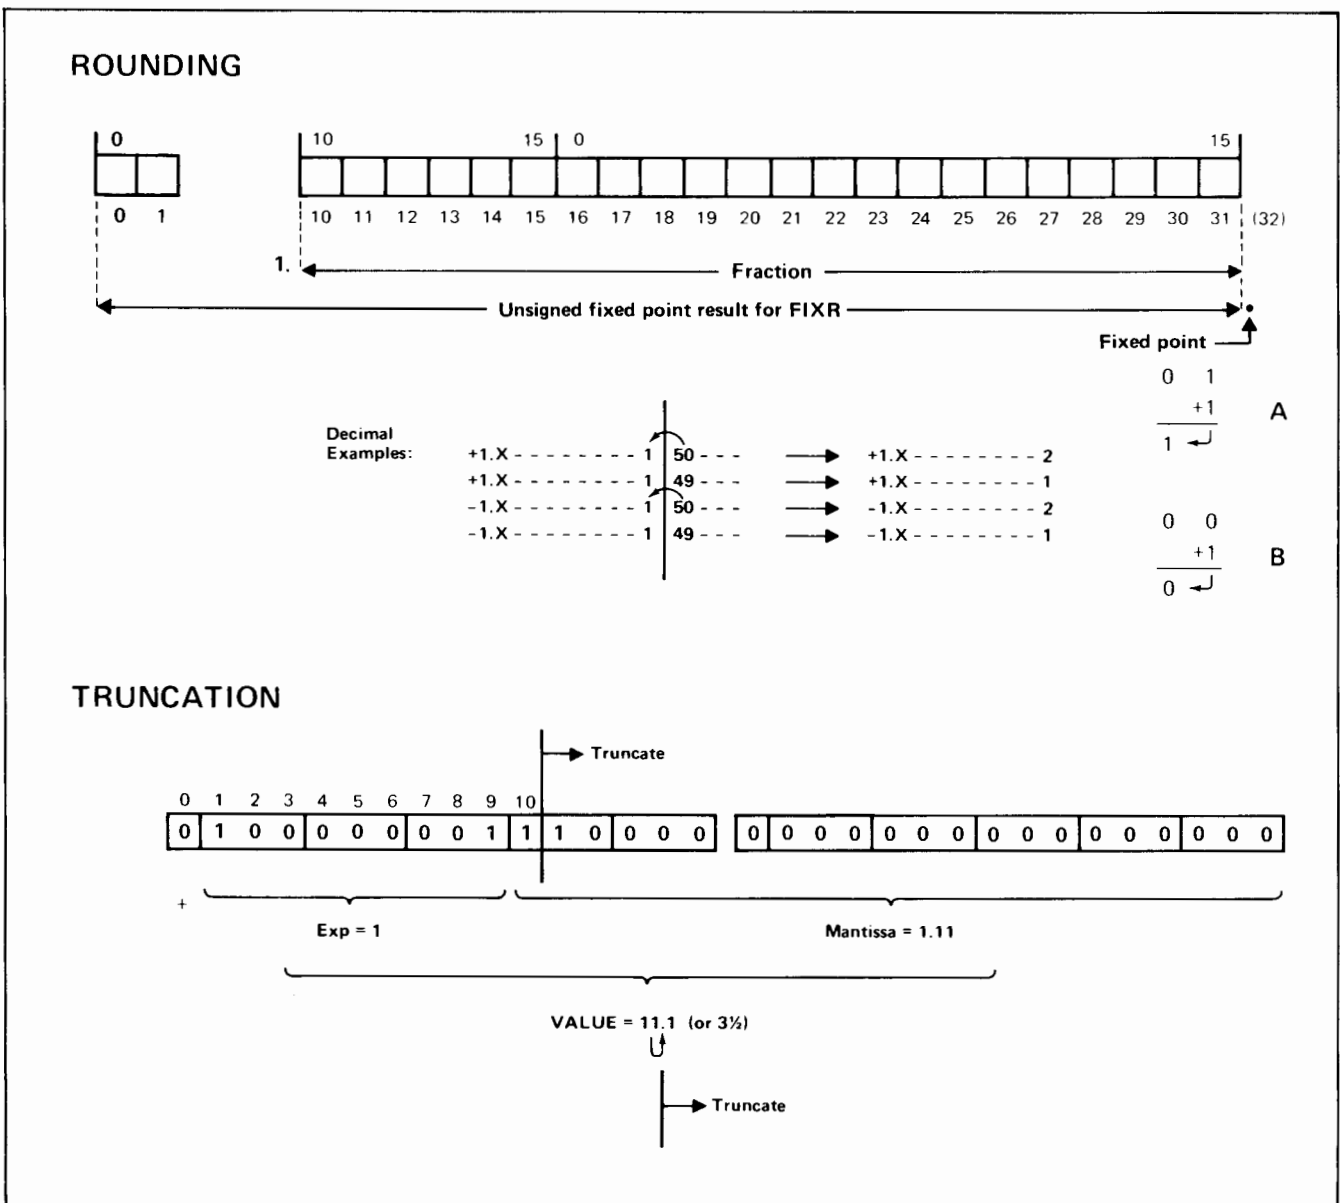 ROUNDING
0 10 15 0 15
0 1 10 11 12 13 14 15 16 17 18 19 20 21 22 23 24 25 26 27 28 29 30 31 (32)
1. Fraction
Unsigned fixed point result for FIXR
Fixed point
0 1
+1 A
1
Decimal
Examples:
+1.X - - - - - - - - 1 50 - - - +1.X - - - - - - - - 2
+1.X - - - - - - - - 1 49 - - - +1.X - - - - - - - - 1
-1.X - - - - - - - - 1 50 - - - -1.X - - - - - - - - 2
-1.X - - - - - - - - 1 49 - - - -1.X - - - - - - - - 1
0 0
+1 B
0
TRUNCATION
Truncate
0 1 2 3 4 5 6 7 8 9 10
0 1 0 0 0 0 0 0 0 1 1 1 0 0 0 0 0 0 0 0 0 0 0 0 0 0 0 0 0 0 0 0
+
Exp = 1 Mantissa = 1.11
VALUE = 11.1 (or 3½)
Truncate